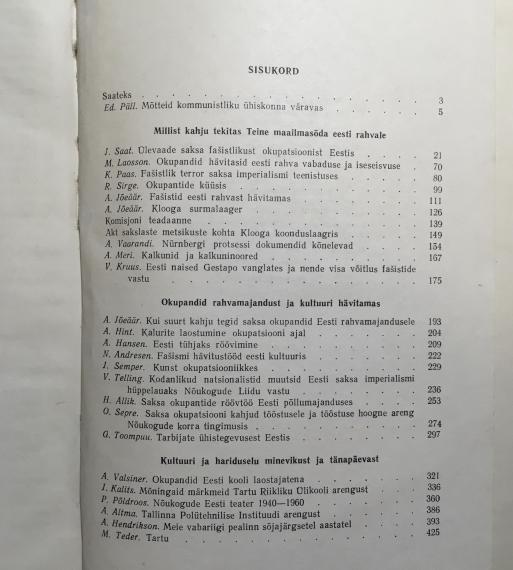 SISUKORD
Saateks . . . . . . . . . . . . . . . . 3
Ed. Päll. Mõtteid kommunistliku ühiskonna väravas . . . . . . 5
Millist kahju tekitas Teine maailmasõda eesti rahvale
J. Saat. Ülevaade saksa fašistlikust okupatsioonist Eestis . . . . 21
M. Laosson. Okupandid hävitasid eesti rahva vabaduse ja iseseisvuse . 70
K. Paas. Fašistlik terror saksa imperialismi teenistuses . . . . . 80
R. Sirge. Okupantide küüsis . . . . . . . . . . 99
A. Jõeäär. Fašistid eesti rahvast hävitamas . . . . . . . 111
A. Jõeäär. Klooga surmalaager . . . . . . . . . . 126
Komisjoni teadaanne . . . . . . . . . . . . 139
Akt sakslaste metsikuste kohta Klooga koonduslaagris . . . . . 149
A. Vaarandi. Nürnbergi protsessi dokumendid kõnelevad . . . . 154
A. Meri. Kalkunid ja kalkuninoored . . . . . . . . 167
V. Kruus. Eesti naised Gestapo vanglates ja nende visa võitlus fašistide
vastu . . . . . . . . . . . . . . 175
Okupandid rahvamajandust ja kultuuri hävitamas
A. Jõeäär. Kui suurt kahju tegid saksa okupandid Eesti rahvamajandusele 193
A. Hint. Kalurite laostumine okupatsiooni ajal . . . . . . 204
A. Hansen. Eesti tühjaks röövimine . . . . . . . . 209
N. Andresen. Fašismi hävitustööd eesti kultuuris . . . . . . 222
J. Semper. Kunst okupatsiooniikkes . . . . . . . . 229
V. Telling. Kodanlikud natsionalistid muutsid Eesti saksa imperialismi
hüppelauaks Nõukogude Liidu vastu . . . . . . . 236
H. Allik. Saksa okupantide röövtöö Eesti põllumajanduses . . . . 253
O. Sepre. Saksa okupatsiooni kahjud tööstusele ja tööstuse hoogne areng
Nõukogude korra tingimusis . . . . . . . . . 274
G. Toompuu. Tarbijate ühistegevusest Eestis . . . . . . . 297
Kultuuri ja hariduselu minevikust ja tänapäevast
A. Valsiner. Okupandid Eesti kooli laostajatena . . . . . . 321
I. Kalits. Mõningaid märkmeid Tartu Riikliku Ülikooli arengust . . . 336
P. Põldroos. Nõukogude Eesti teater 1940—1960 . . . . . . 360
A. Altma. Tallinna Polütehnilise Instituudi arengust . . . . . 386
A. Hendrikson. Meie vabariigi pealinn sõjajärgsetel aastatel . . . . 393
M. Teder. Tartu . . . . . . . . . . . . . 425